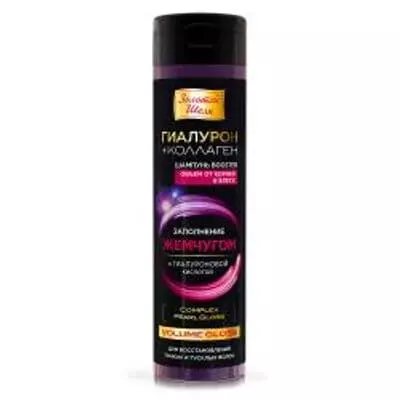 Золотой
Шелк
ГИАЛУРОН
+КОЛЛАГЕН
ШАМПУНЬ BOOSTER
ОБЪЕМ ОТ КОРНЕЙ
И БЛЕСК
ЗАПОЛНЕНИЕ
ЖЕМЧУГОМ
и ГИАЛУРОНОВОЙ
КИСЛОТОЙ
COMPLEX
PEARL GLOSS
VOLUME GLOSS
ДЛЯ ВОССТАНОВЛЕНИЯ
ТОНКИХ И ТУСКЛЫХ ВОЛОС